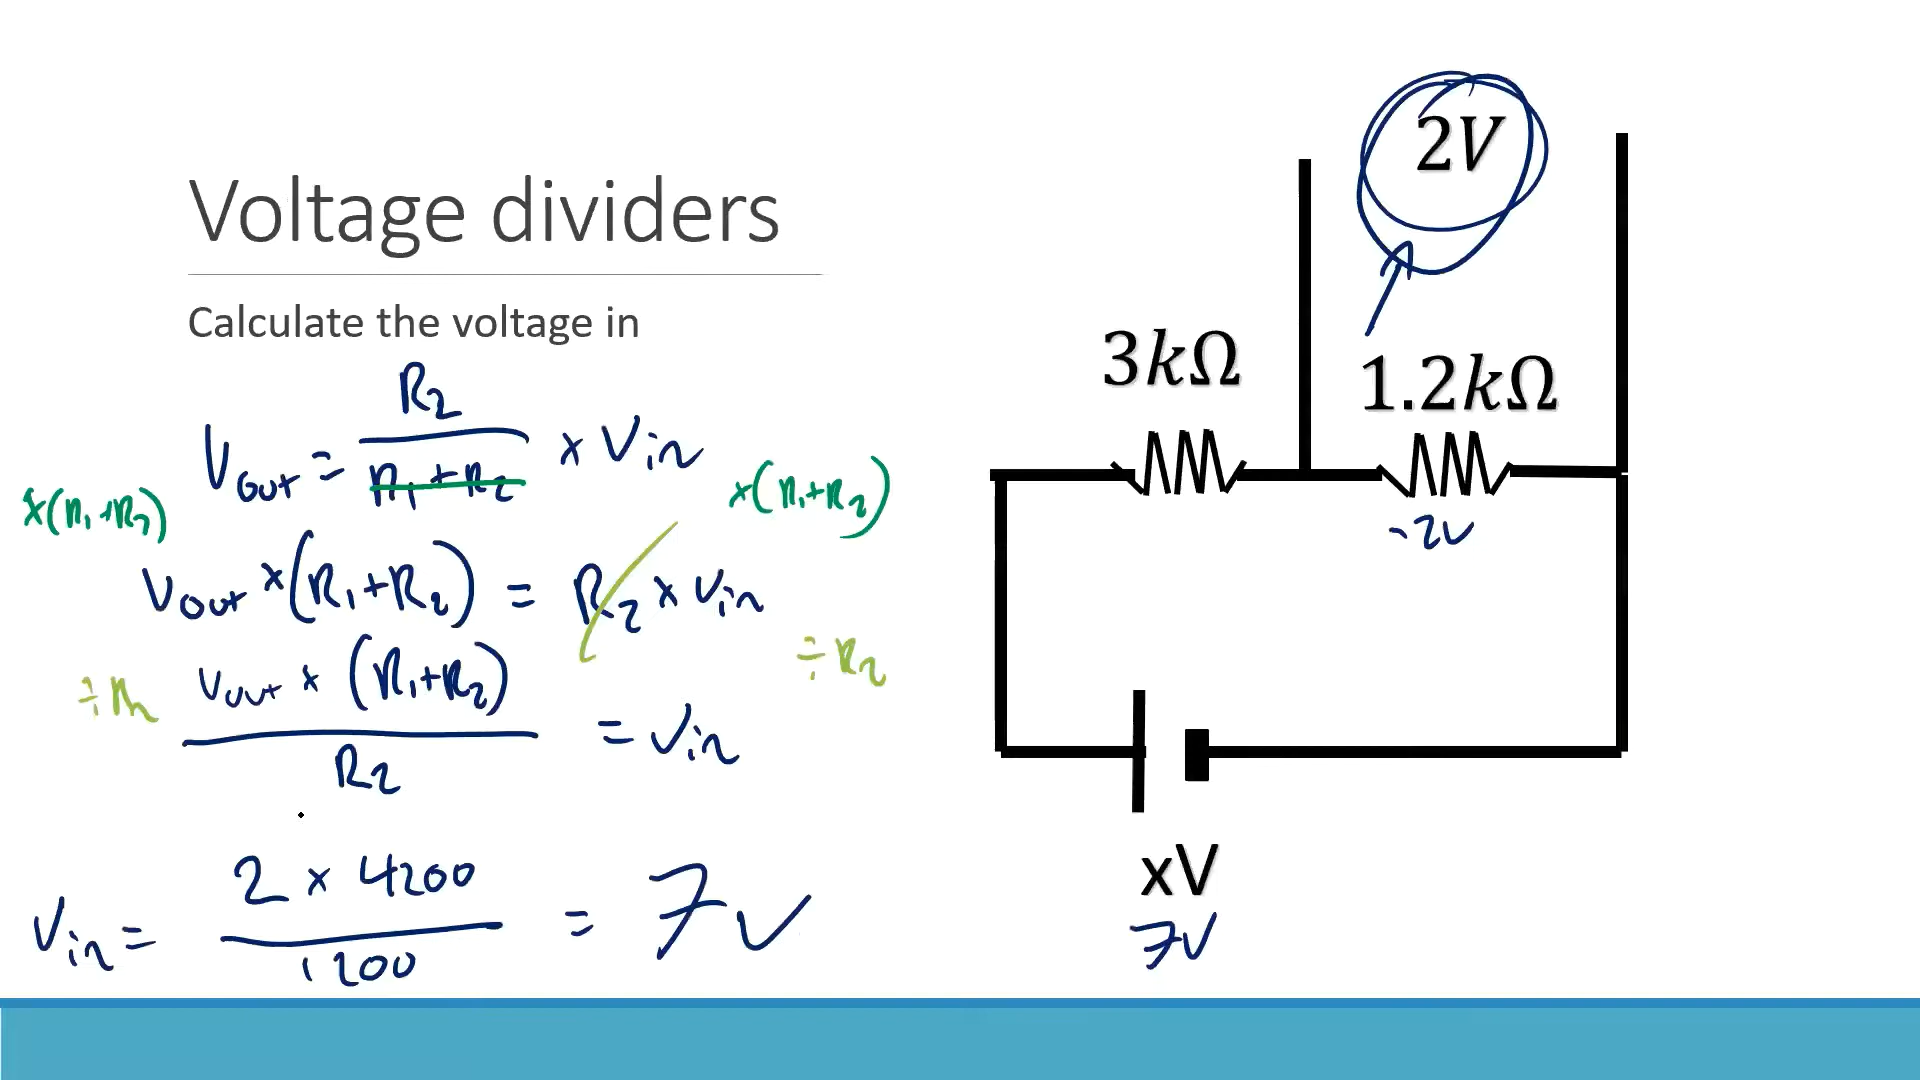 Voltage dividers
Calculate the voltage in
Vout = R2 / R1 + R2 × Vin
×(R1+R2) ×(R1+R2)
Vout ×(R1+R2) = R2 × Vin
÷R2 ÷R2
Vout × (R1+R2) / R2 = Vin
Vin = 2 × 4200 / 1200 = 7V
2V
3kΩ
1.2kΩ
-2V
xV
7V